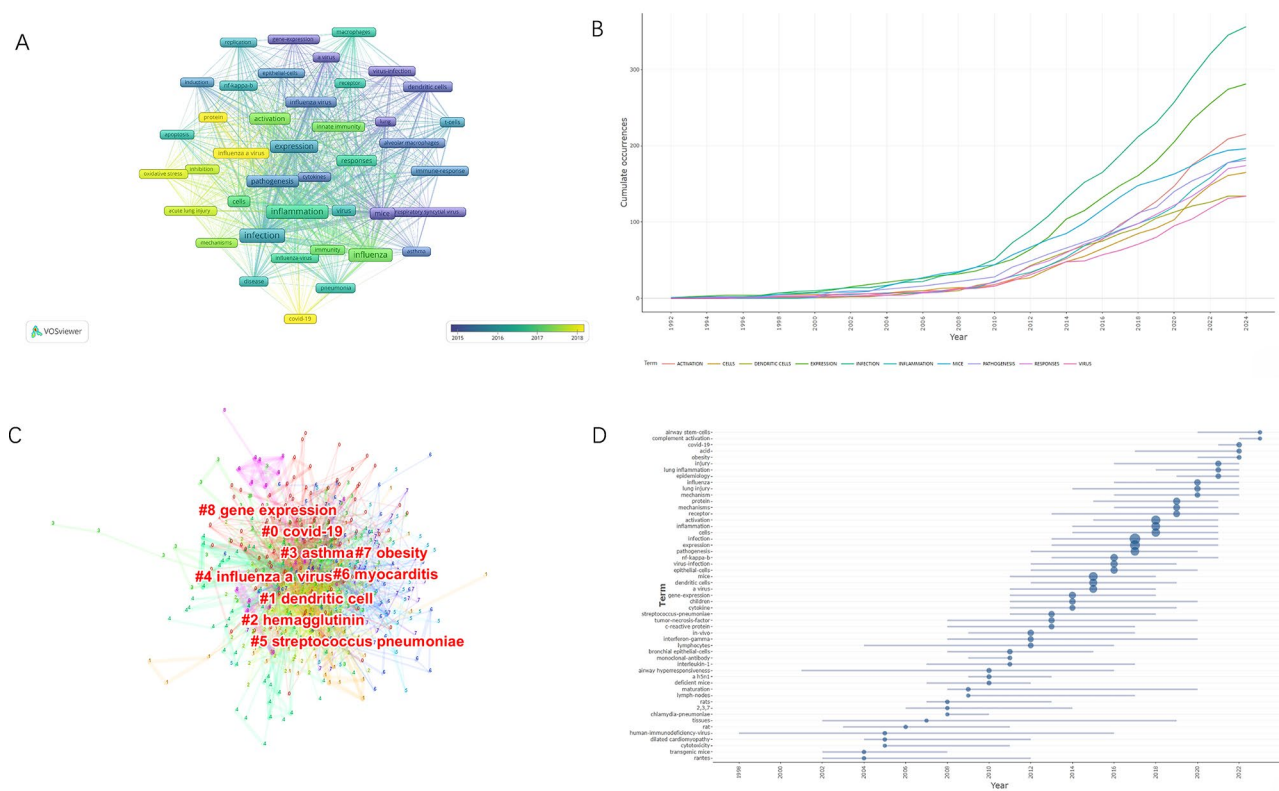 A
macrophages
gene-expression
replication
a virus
epithelial-cells
virus-infection
induction
nf-kappa-b
receptor
dendritic cells
influenza virus
protein
activation
innate immunity
lung
t-cells
apoptosis
expression
alveolar macrophages
influenza a virus
responses
oxidative stress
inhibition
immune-response
pathogenesis
cytokines
cells
acute lung injury
inflammation
virus
mice
respiratory syncytial virus
infection
mechanisms
immunity
influenza
asthma
influenza-virus
disease
pneumonia
covid-19
VOSviewer
2015 2016 2017 2018
B
Cumulate occurrences
300
200
100
0
1992 1994 1996 1998 2000 2002 2004 2006 2008 2010 2012 2014 2016 2018 2020 2022 2024
Year
Term ACTIVATION CELLS DENDRITIC CELLS EXPRESSION INFECTION INFLAMMATION MICE PATHOGENESIS RESPONSES VIRUS
C
#8 gene expression
#0 covid-19
#3 asthma #7 obesity
#4 influenza a virus #6 myocarditis
#1 dendritic cell
#2 hemagglutinin
#5 streptococcus pneumoniae
D
Term
airway stem-cells
complement activation
covid-19
acid
obesity
injury
lung inflammation
epidemiology
influenza
lung injury
mechanism
protein
mechanisms
receptor
activation
inflammation
cells
infection
expression
pathogenesis
nf-kappa-b
virus-infection
epithelial-cells
mice
dendritic cells
a virus
gene-expression
children
cytokine
streptococcus-pneumoniae
tumor-necrosis-factor
c-reactive protein
in-vivo
interferon-gamma
lymphocytes
bronchial epithelial-cells
monoclonal-antibody
interleukin-1
airway hyperresponsiveness
a h5n1
deficient mice
maturation
lymph-nodes
rats
2,3,7
chlamydia-pneumoniae
tissues
rat
human-immunodeficiency-virus
dilated cardiomyopathy
cytotoxicity
transgenic mice
rantes
1998 2000 2002 2004 2006 2008 2010 2012 2014 2016 2018 2020 2022
Year